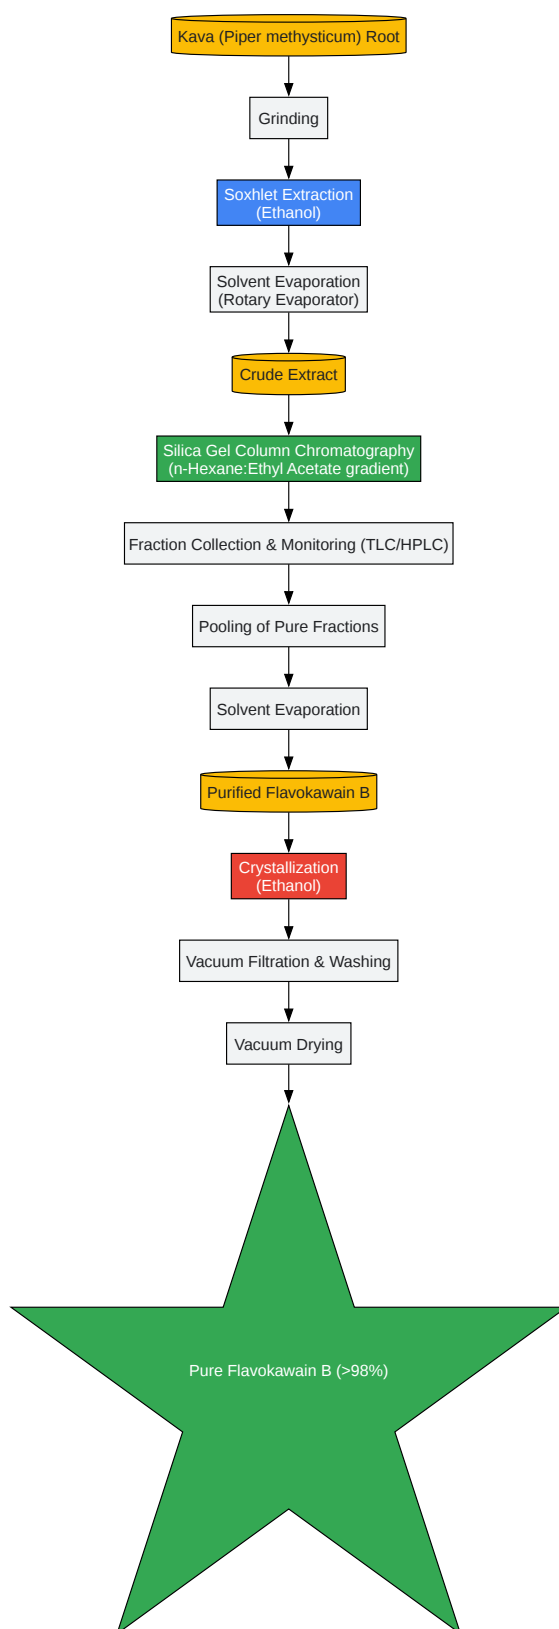 Kava (Piper methysticum) Root
Grinding
Soxhlet Extraction
(Ethanol)
Solvent Evaporation
(Rotary Evaporator)
Crude Extract
Silica Gel Column Chromatography
(n-Hexane:Ethyl Acetate gradient)
Fraction Collection & Monitoring (TLC/HPLC)
Pooling of Pure Fractions
Solvent Evaporation
Purified Flavokawain B
Crystallization
(Ethanol)
Vacuum Filtration & Washing
Vacuum Drying
Pure Flavokawain B (>98%)